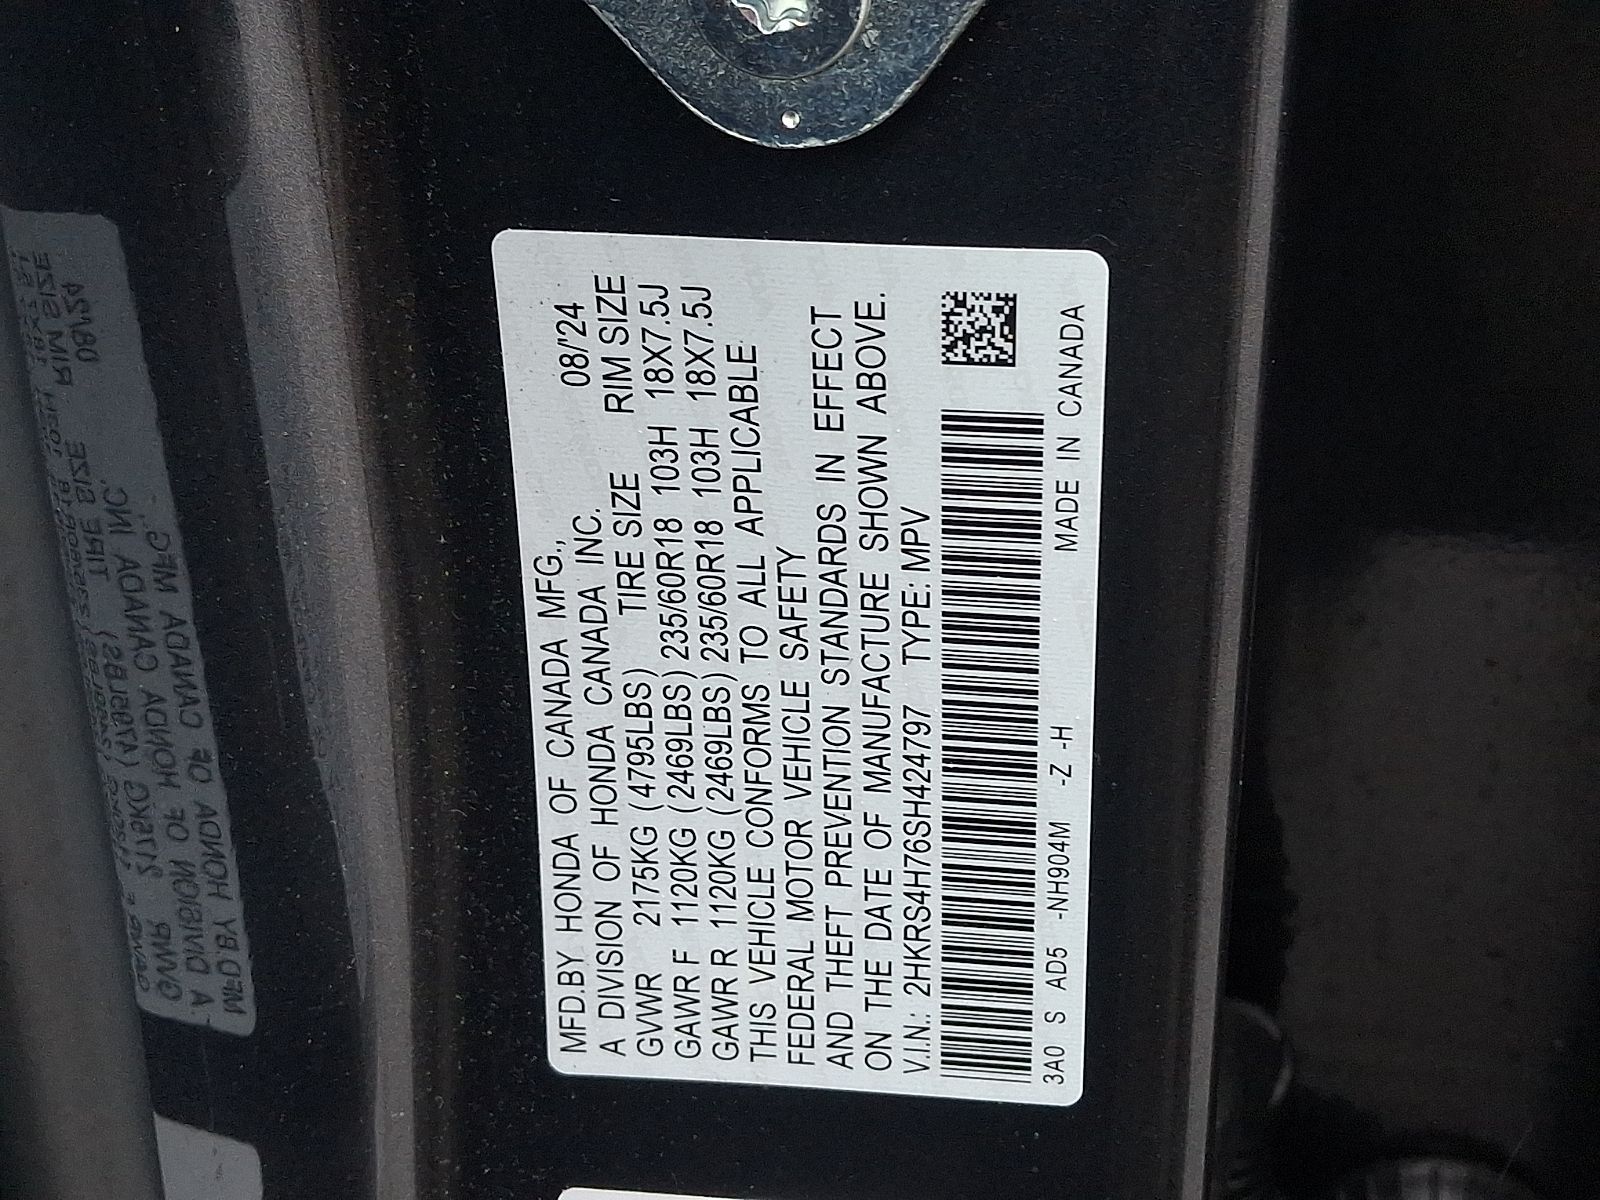 MFD.BY HONDA OF CANADA MFG.,
A DIVISION OF HONDA CANADA INC. 08/'24
GVWR 2175KG (4795LBS) TIRE SIZE RIM SIZE
GAWR F 1120KG (2469LBS) 235/60R18 103H 18X7.5J
GAWR R 1120KG (2469LBS) 235/60R18 103H 18X7.5J
THIS VEHICLE CONFORMS TO ALL APPLICABLE
FEDERAL MOTOR VEHICLE SAFETY
AND THEFT PREVENTION STANDARDS IN EFFECT
ON THE DATE OF MANUFACTURE SHOWN ABOVE.
V.I.N.: 2HKRS4H76SH424797 TYPE: MPV
3A0 S AD5 -NH904M -Z -H MADE IN CANADA